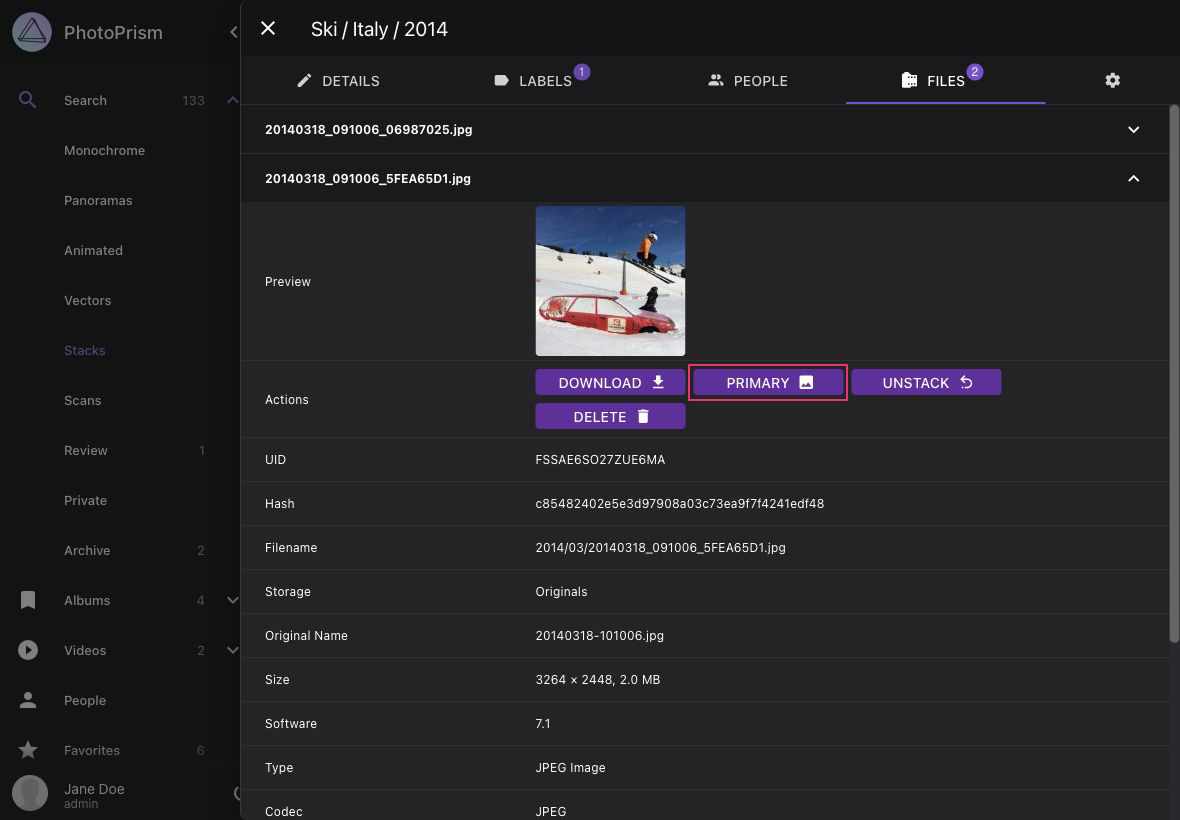 PhotoPrism
Ski / Italy / 2014
DETAILS
LABELS 1
PEOPLE
FILES 2
Search 133
Monochrome
Panoramas
Animated
Vectors
Stacks
Scans
Review 1
Private
Archive 2
Albums 4
Videos 2
People
Favorites 6
Jane Doe
admin
20140318_091006_06987025.jpg
20140318_091006_5FEA65D1.jpg
Preview
Actions
DOWNLOAD
PRIMARY
UNSTACK
DELETE
UID FSSAE6SO27ZUE6MA
Hash c85482402e5e3d97908a03c73ea9f7f4241edf48
Filename 2014/03/20140318_091006_5FEA65D1.jpg
Storage Originals
Original Name 20140318-101006.jpg
Size 3264 × 2448, 2.0 MB
Software 7.1
Type JPEG Image
Codec JPEG